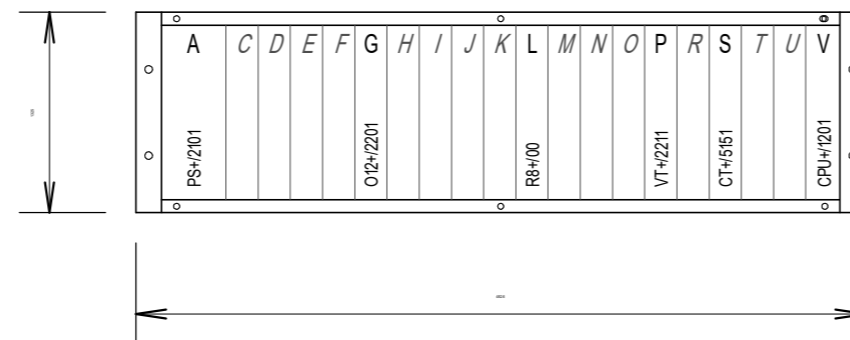 A C D E F G H I J K L M N O P R S T U V
PS+/2101
O12+/2201
R8+/00
VT+/2211
CT+/5151
CPU+/1201